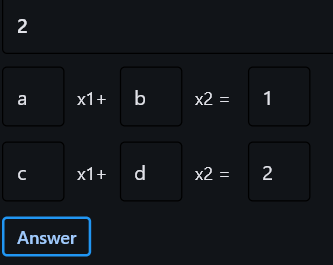 2
a x1+ b x2 = 1
c x1+ d x2 = 2
Answer